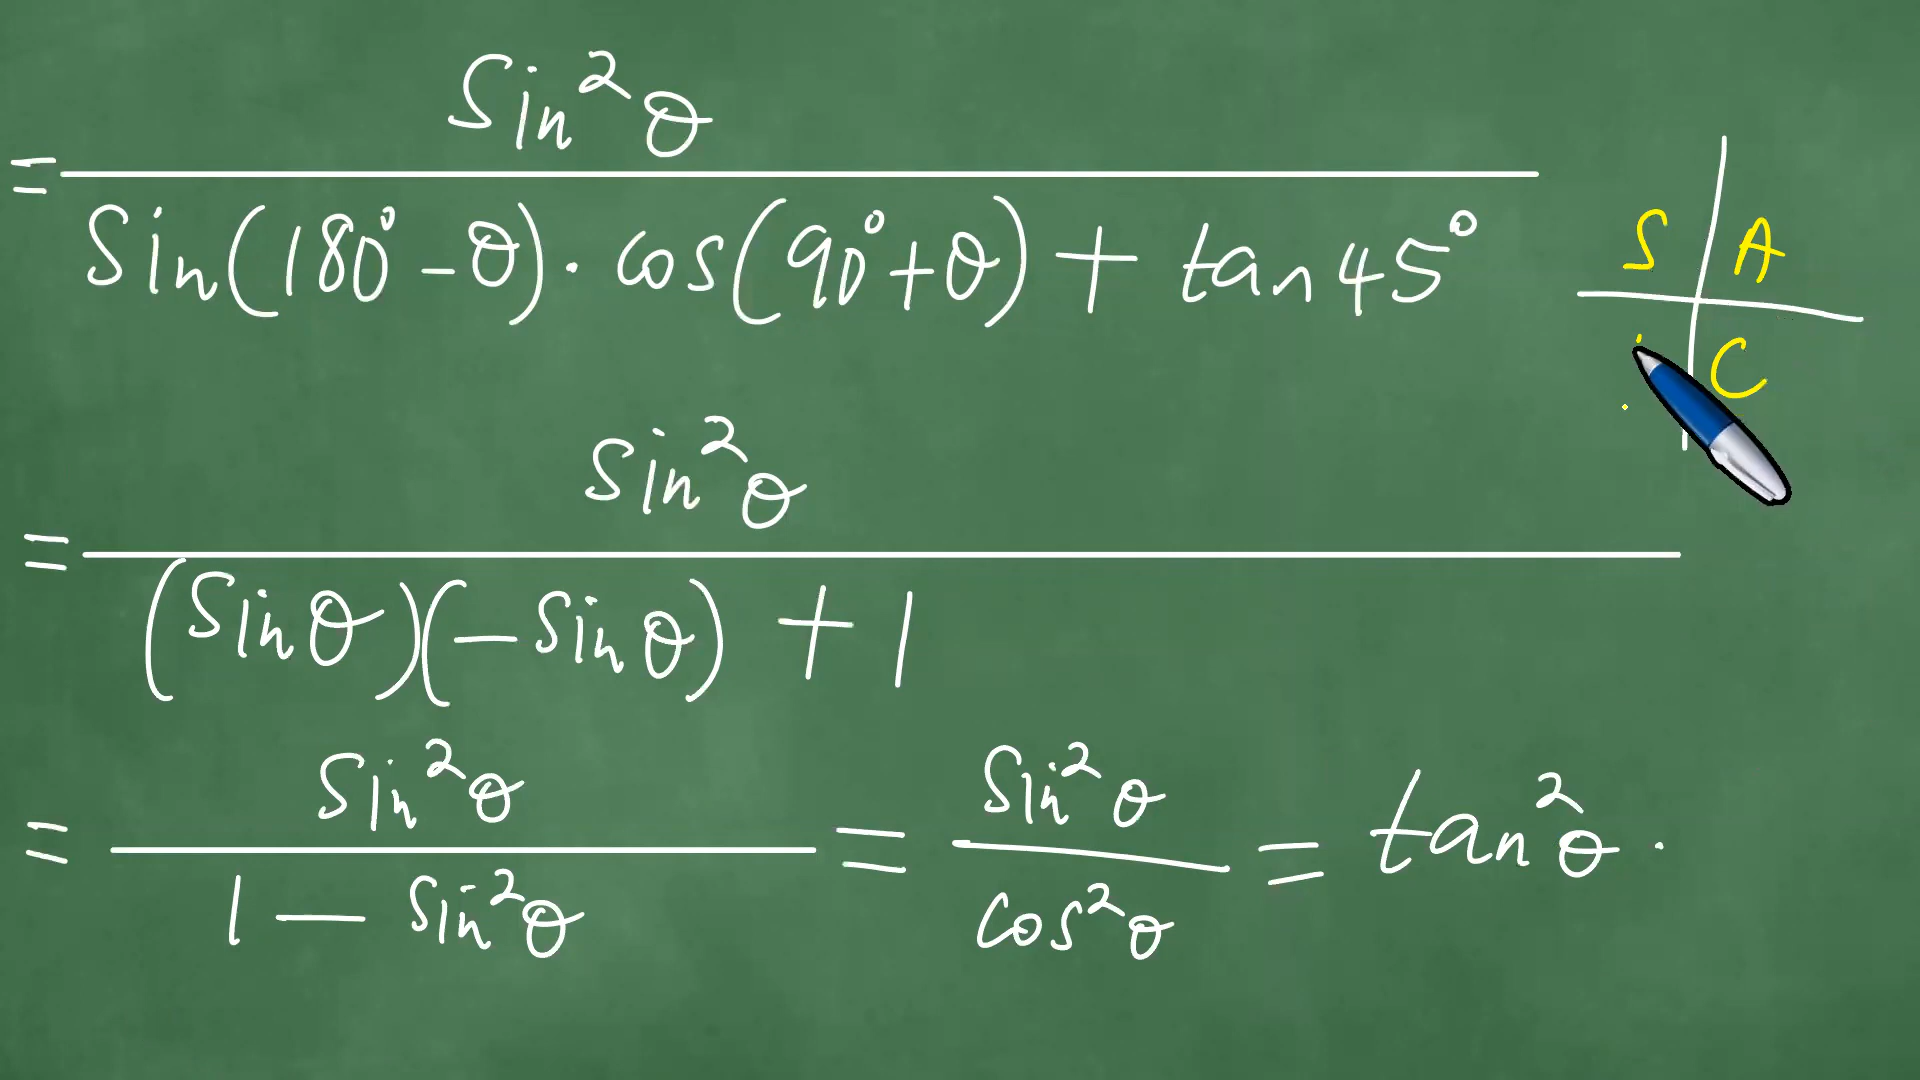 = sin²θ / sin(180°-θ)·cos(90°+θ) + tan45°
S A
C
= sin²θ / (sinθ)(-sinθ) + 1
= sin²θ / 1 - sin²θ = sin²θ / cos²θ = tan²θ.